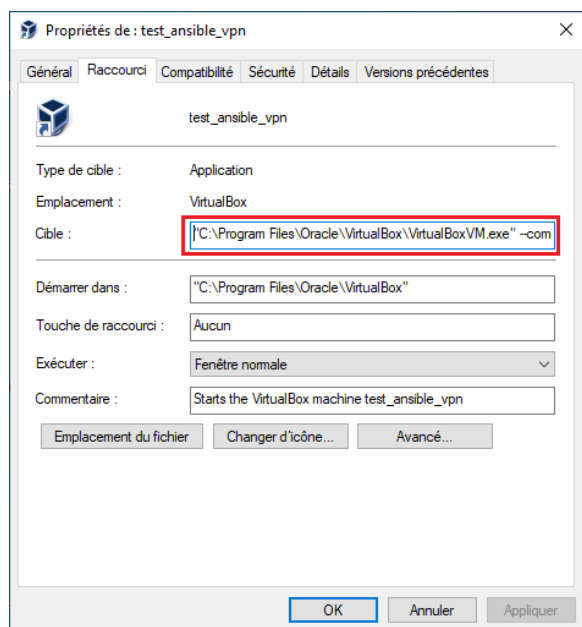 Propriétés de : test_ansible_vpn
Général Raccourci Compatibilité Sécurité Détails Versions précédentes
test_ansible_vpn
Type de cible : Application
Emplacement : VirtualBox
Cible : "C:\Program Files\Oracle\VirtualBox\VirtualBoxVM.exe" --com
Démarrer dans : "C:\Program Files\Oracle\VirtualBox"
Touche de raccourci : Aucun
Exécuter : Fenêtre normale
Commentaire : Starts the VirtualBox machine test_ansible_vpn
Emplacement du fichier Changer d'icône... Avancé...
OK Annuler Appliquer